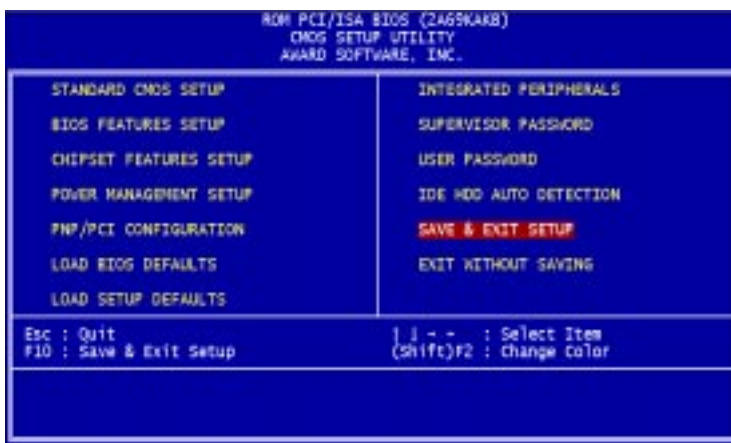 ROM PCI/ISA BIOS (2A69KAKB)
CMOS SETUP UTILITY
AWARD SOFTWARE, INC.
STANDARD CMOS SETUP
BIOS FEATURES SETUP
CHIPSET FEATURES SETUP
POWER MANAGEMENT SETUP
PNP/PCI CONFIGURATION
LOAD BIOS DEFAULTS
LOAD SETUP DEFAULTS
INTEGRATED PERIPHERALS
SUPERVISOR PASSWORD
USER PASSWORD
IDE HDD AUTO DETECTION
SAVE & EXIT SETUP
EXIT WITHOUT SAVING
Esc : Quit
F10 : Save & Exit Setup
: Select Item
(Shift)F2 : Change Color